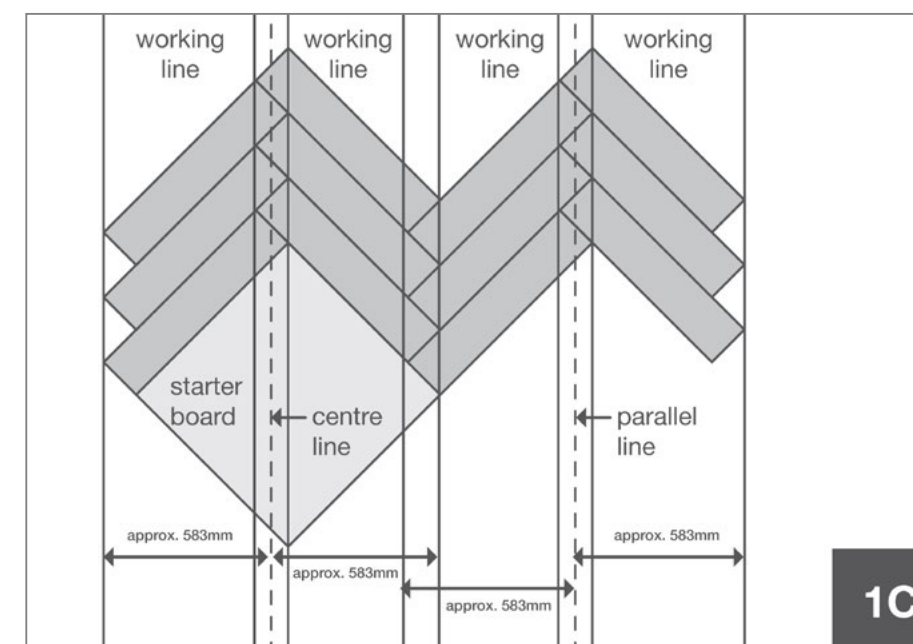 working
line
working
line
working
line
working
line
starter
board
centre
line
parallel
line
approx. 583mm
approx. 583mm
approx. 583mm
approx. 583mm
1C